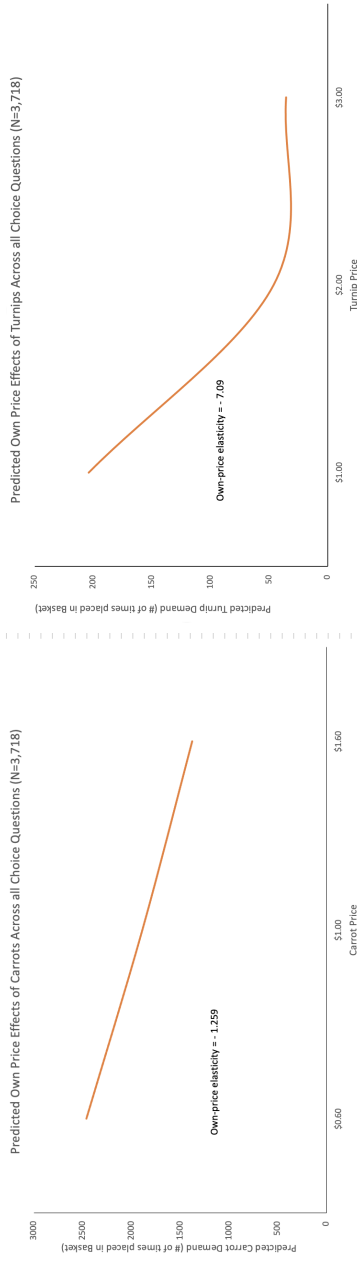 Predicted Own Price Effects of Carrots Across all Choice Questions (N=3,718)
Predicted Carrot Demand (# of times placed in Basket)
3000
2500
2000
1500
1000
500
0
Own-price elasticity = - 1.259
$0.60
$1.00
$1.60
Carrot Price
Predicted Own Price Effects of Turnips Across all Choice Questions (N=3,718)
Predicted Turnip Demand (# of times placed in Basket)
250
200
150
100
50
0
Own-price elasticity = - 7.09
$1.00
$2.00
$3.00
Turnip Price